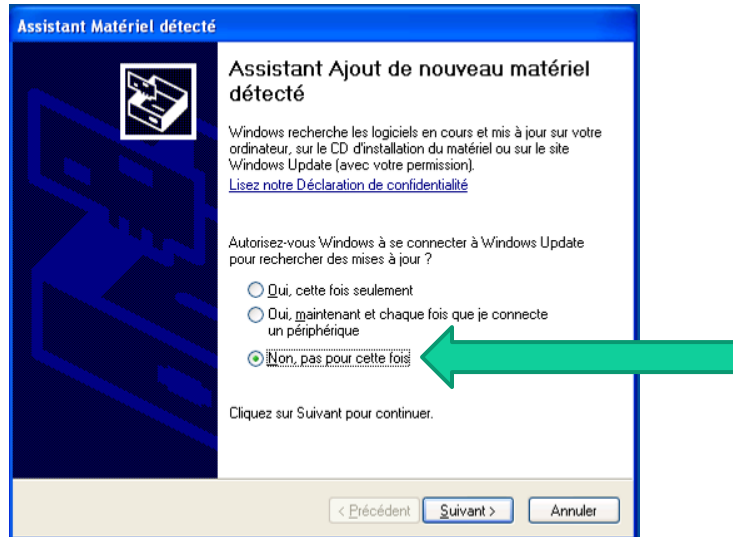 Assistant Matériel détecté
Assistant Ajout de nouveau matériel
détecté
Windows recherche les logiciels en cours et mis à jour sur votre
ordinateur, sur le CD d'installation du matériel ou sur le site
Windows Update (avec votre permission).
Lisez notre Déclaration de confidentialité
Autorisez-vous Windows à se connecter à Windows Update
pour rechercher des mises à jour ?
Oui, cette fois seulement
Oui, maintenant et chaque fois que je connecte
un périphérique
Non, pas pour cette fois
Cliquez sur Suivant pour continuer.
< Précédent
Suivant >
Annuler